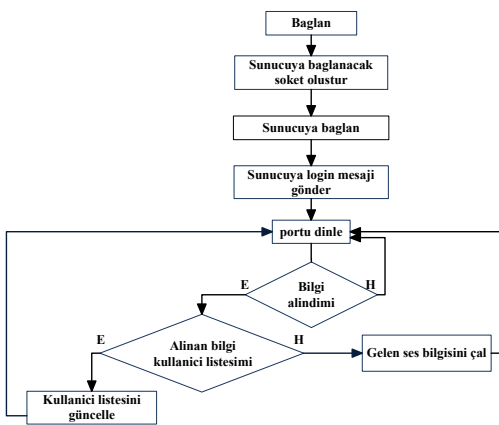 Baglan
Sunucuya baglanacak
soket olustur
Sunucuya baglan
Sunucuya login mesaji
gönder
portu dinle
E
H
Bilgi
alindimi
E
H
Alinan bilgi
kullanici listesimi
Gelen ses bilgisini çal
Kullanici listesini
güncelle